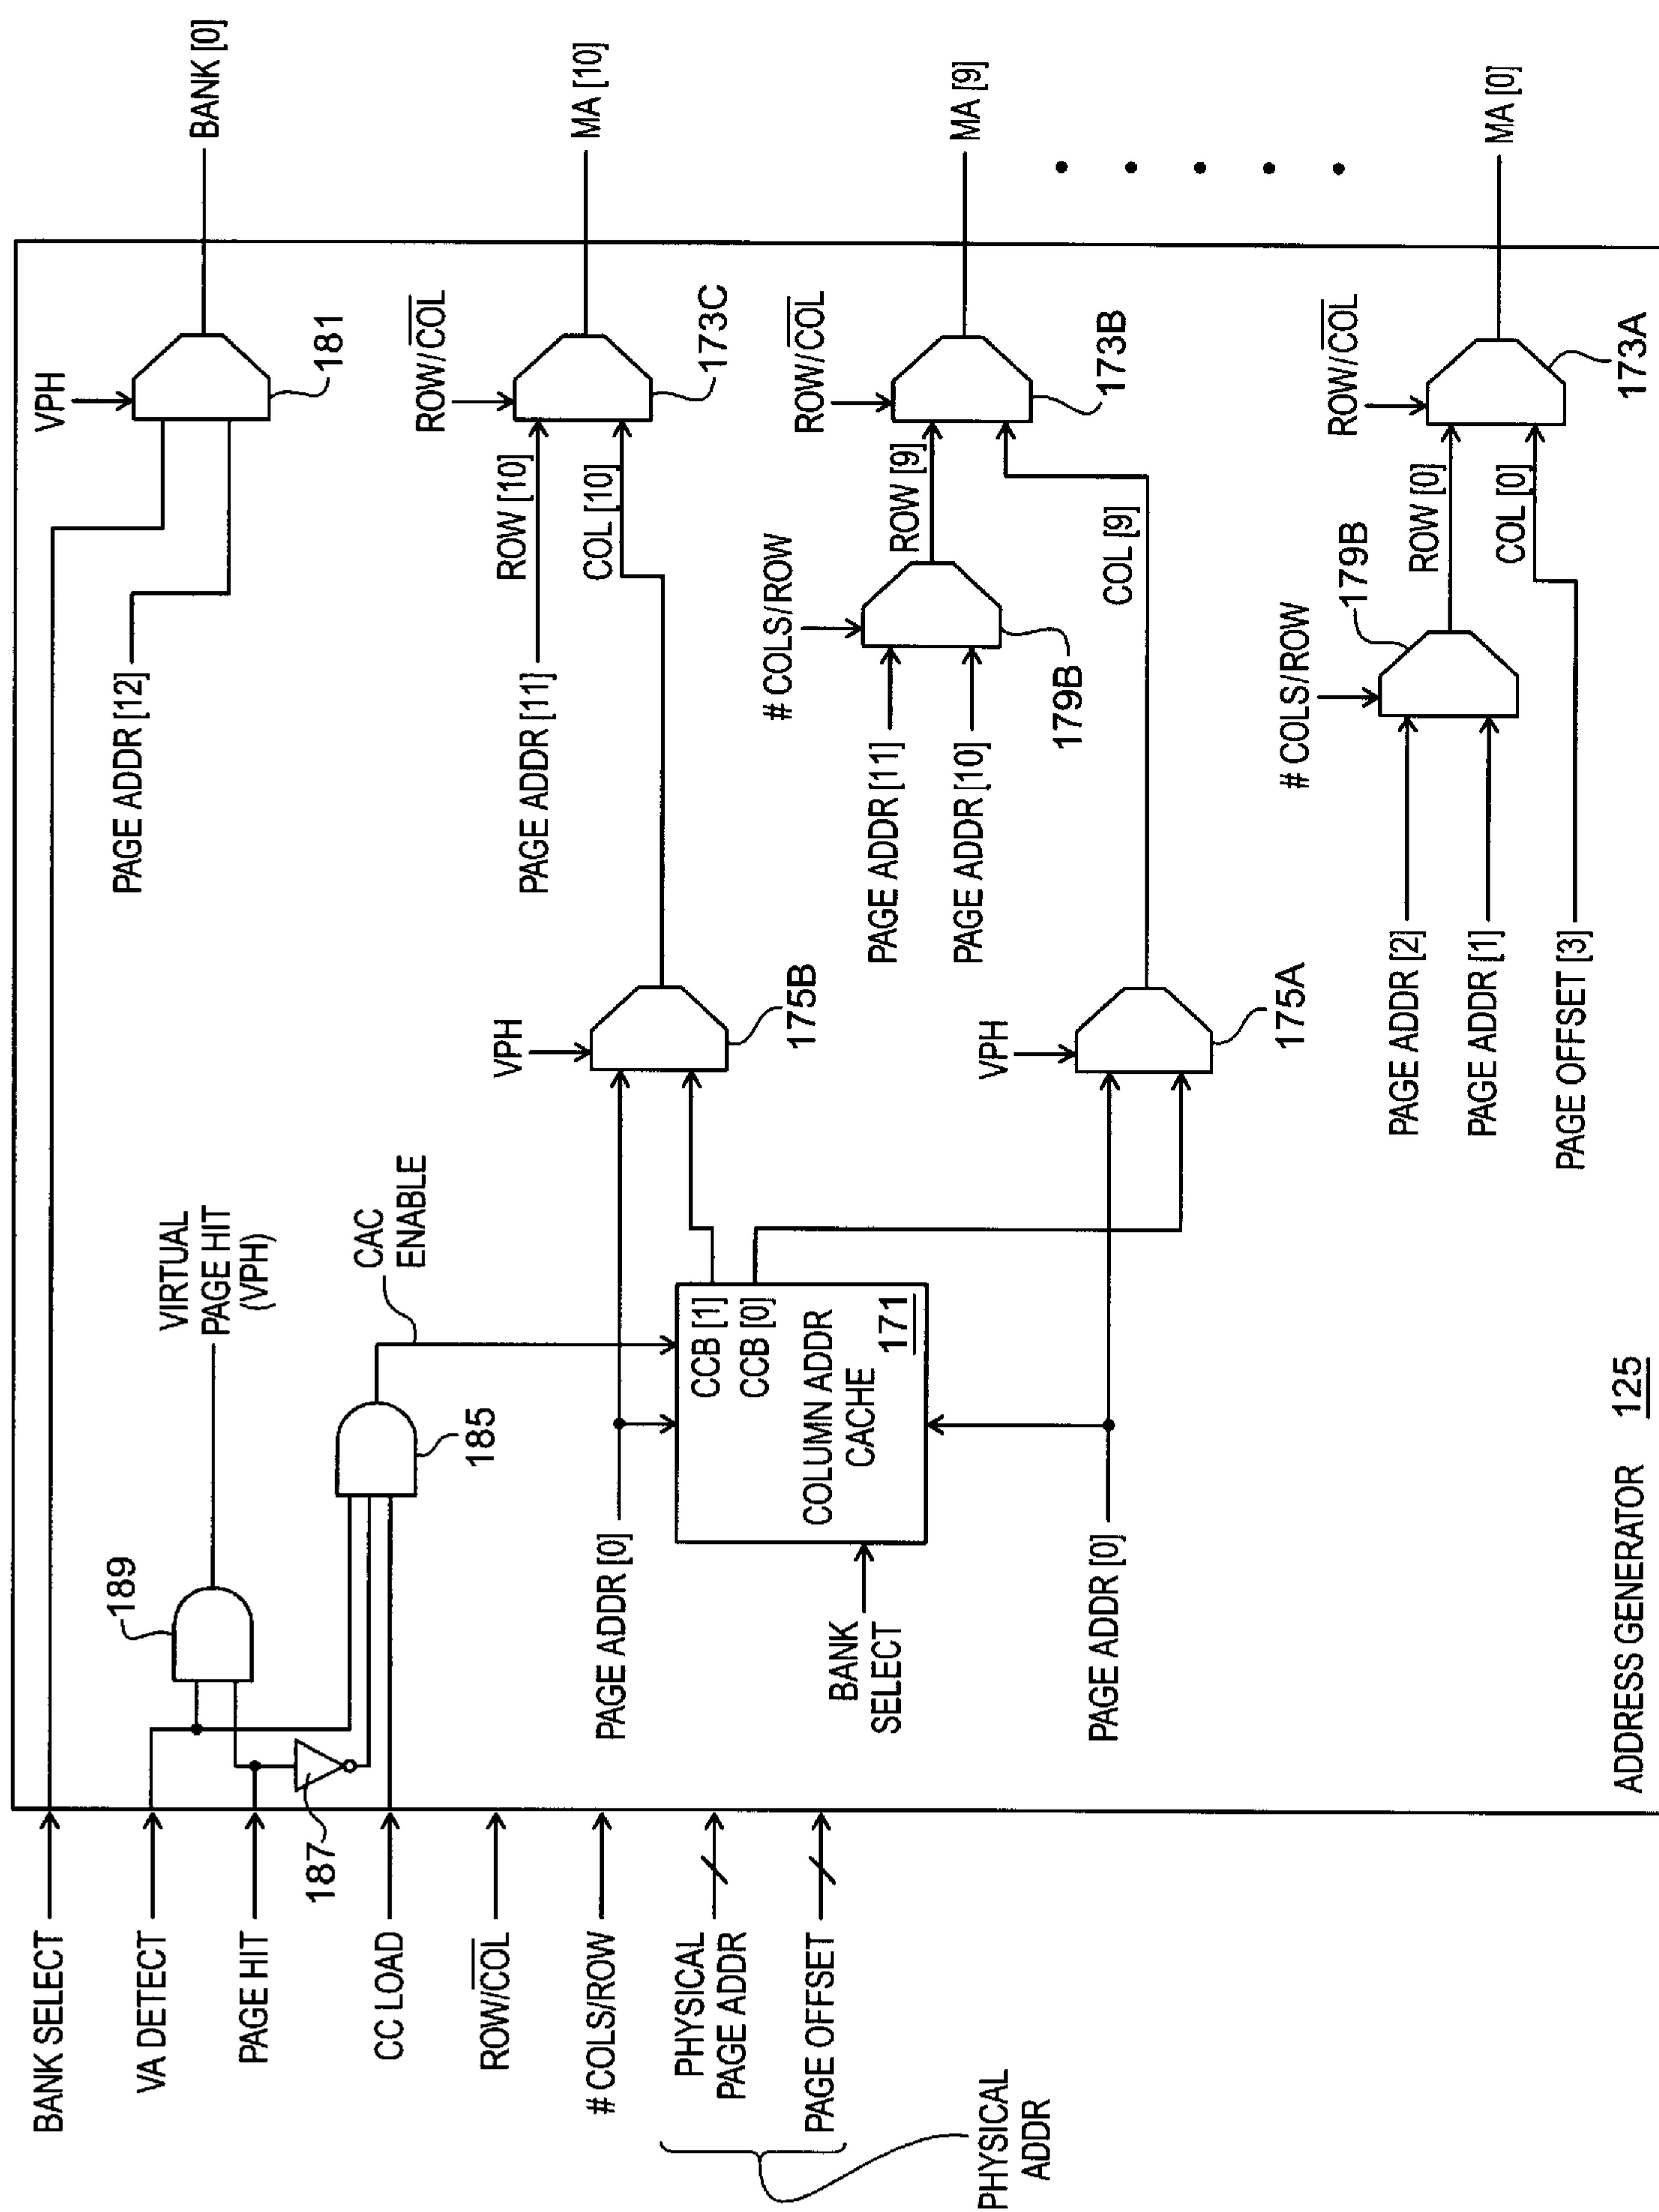 BANK SELECT
VA DETECT
PAGE HIT
CC LOAD
ROW/COL
# COLS/ROW
PHYSICAL
PAGE ADDR
PAGE OFFSET
PHYSICAL
ADDR
187
189
VIRTUAL
PAGE HIT
(VPH)
185
CAC
ENABLE
PAGE ADDR [0]
BANK
SELECT
CCB [1]
CCB [0]
COLUMN ADDR
CACHE
171
PAGE ADDR [0]
VPH
175B
VPH
175A
PAGE ADDR [12]
VPH
181
BANK [0]
PAGE ADDR [11]
ROW [10]
COL [10]
ROW/COL
173C
MA [10]
# COLS/ROW
PAGE ADDR [11]
PAGE ADDR [10]
179B
ROW [9]
COL [9]
ROW/COL
173B
MA [9]
# COLS/ROW
PAGE ADDR [2]
PAGE ADDR [1]
PAGE OFFSET [3]
179B
ROW [0]
COL [0]
ROW/COL
173A
MA [0]
ADDRESS GENERATOR 125